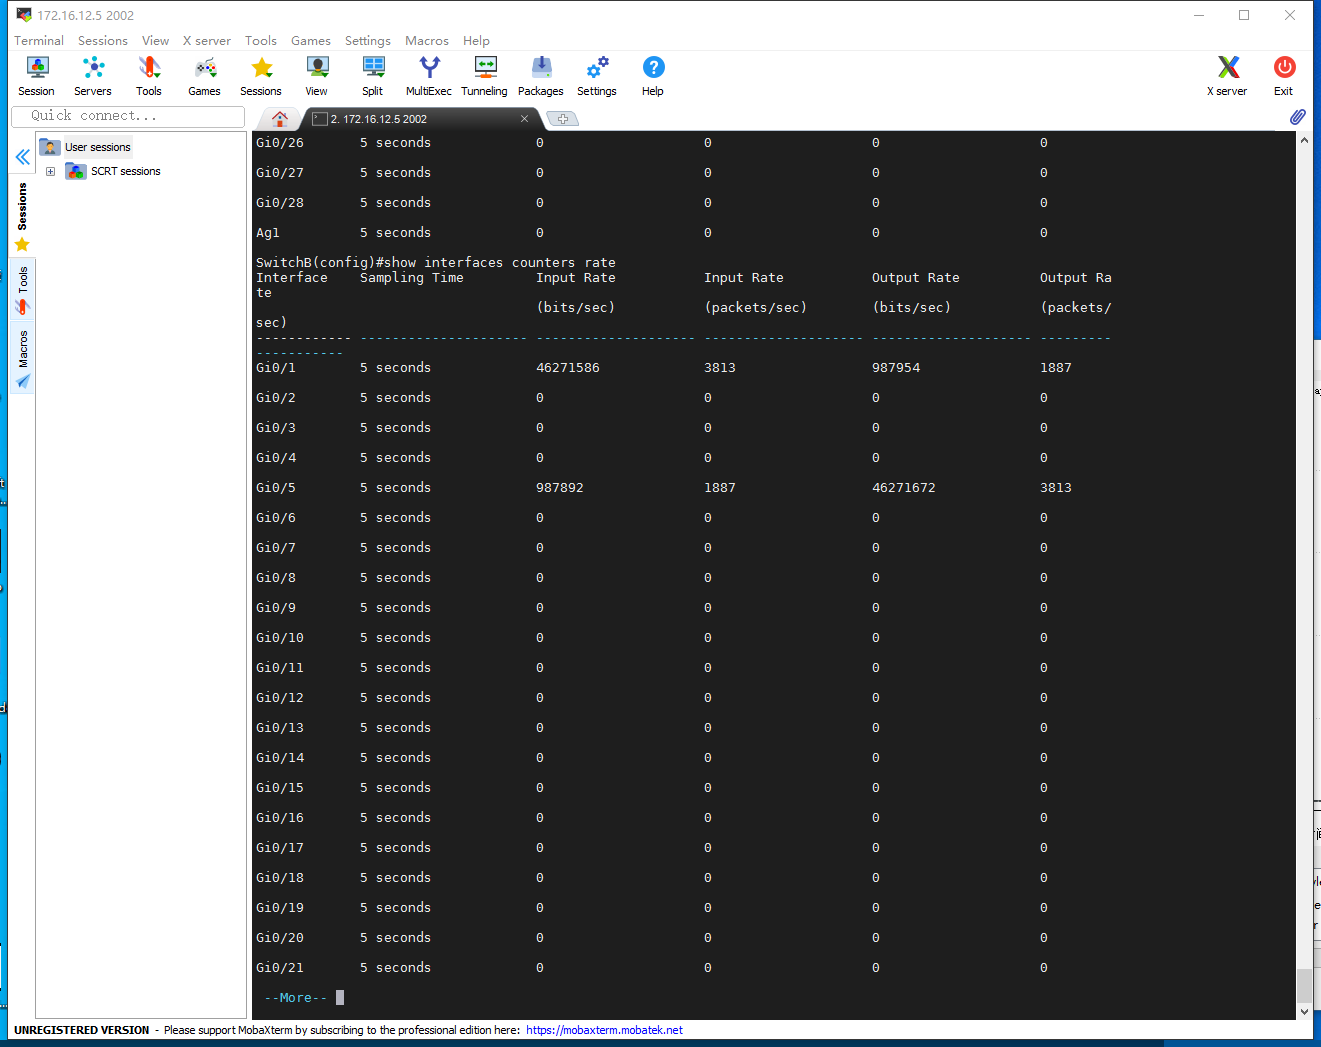 172.16.12.5 2002
Terminal Sessions View X server Tools Games Settings Macros Help
Session Servers Tools Games Sessions View Split MultiExec Tunneling Packages Settings Help X server Exit
Quick connect...
2. 172.16.12.5 2002
User sessions
SCRT sessions
Sessions
Tools
Macros
Gi0/26 5 seconds 0 0 0 0
Gi0/27 5 seconds 0 0 0 0
Gi0/28 5 seconds 0 0 0 0
Ag1 5 seconds 0 0 0 0
SwitchB(config)#show interfaces counters rate
Interface Sampling Time Input Rate Input Rate Output Rate Output Ra
te
(bits/sec) (packets/sec) (bits/sec) (packets/
sec)
------------ --------------------- -------------------- -------------------- -------------------- ---------
-----------
Gi0/1 5 seconds 46271586 3813 987954 1887
Gi0/2 5 seconds 0 0 0 0
Gi0/3 5 seconds 0 0 0 0
Gi0/4 5 seconds 0 0 0 0
Gi0/5 5 seconds 987892 1887 46271672 3813
Gi0/6 5 seconds 0 0 0 0
Gi0/7 5 seconds 0 0 0 0
Gi0/8 5 seconds 0 0 0 0
Gi0/9 5 seconds 0 0 0 0
Gi0/10 5 seconds 0 0 0 0
Gi0/11 5 seconds 0 0 0 0
Gi0/12 5 seconds 0 0 0 0
Gi0/13 5 seconds 0 0 0 0
Gi0/14 5 seconds 0 0 0 0
Gi0/15 5 seconds 0 0 0 0
Gi0/16 5 seconds 0 0 0 0
Gi0/17 5 seconds 0 0 0 0
Gi0/18 5 seconds 0 0 0 0
Gi0/19 5 seconds 0 0 0 0
Gi0/20 5 seconds 0 0 0 0
Gi0/21 5 seconds 0 0 0 0
--More--
UNREGISTERED VERSION - Please support MobaXterm by subscribing to the professional edition here: https://mobaxterm.mobatek.net